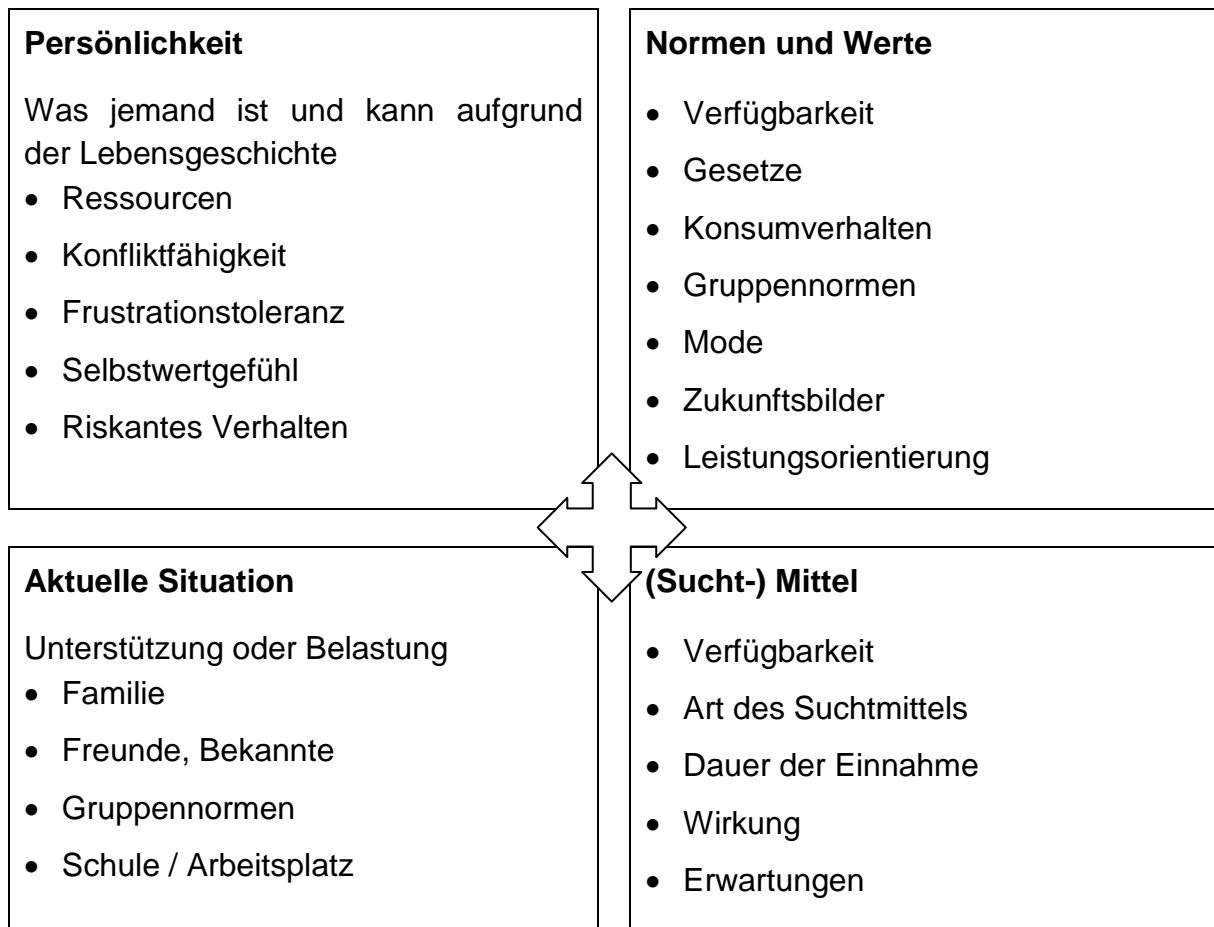 Persönlichkeit
Was jemand ist und kann aufgrund
der Lebensgeschichte
• Ressourcen
• Konfliktfähigkeit
• Frustrationstoleranz
• Selbstwertgefühl
• Riskantes Verhalten
Normen und Werte
• Verfügbarkeit
• Gesetze
• Konsumverhalten
• Gruppennormen
• Mode
• Zukunftsbilder
• Leistungsorientierung
Aktuelle Situation
Unterstützung oder Belastung
• Familie
• Freunde, Bekannte
• Gruppennormen
• Schule / Arbeitsplatz
(Sucht-) Mittel
• Verfügbarkeit
• Art des Suchtmittels
• Dauer der Einnahme
• Wirkung
• Erwartungen